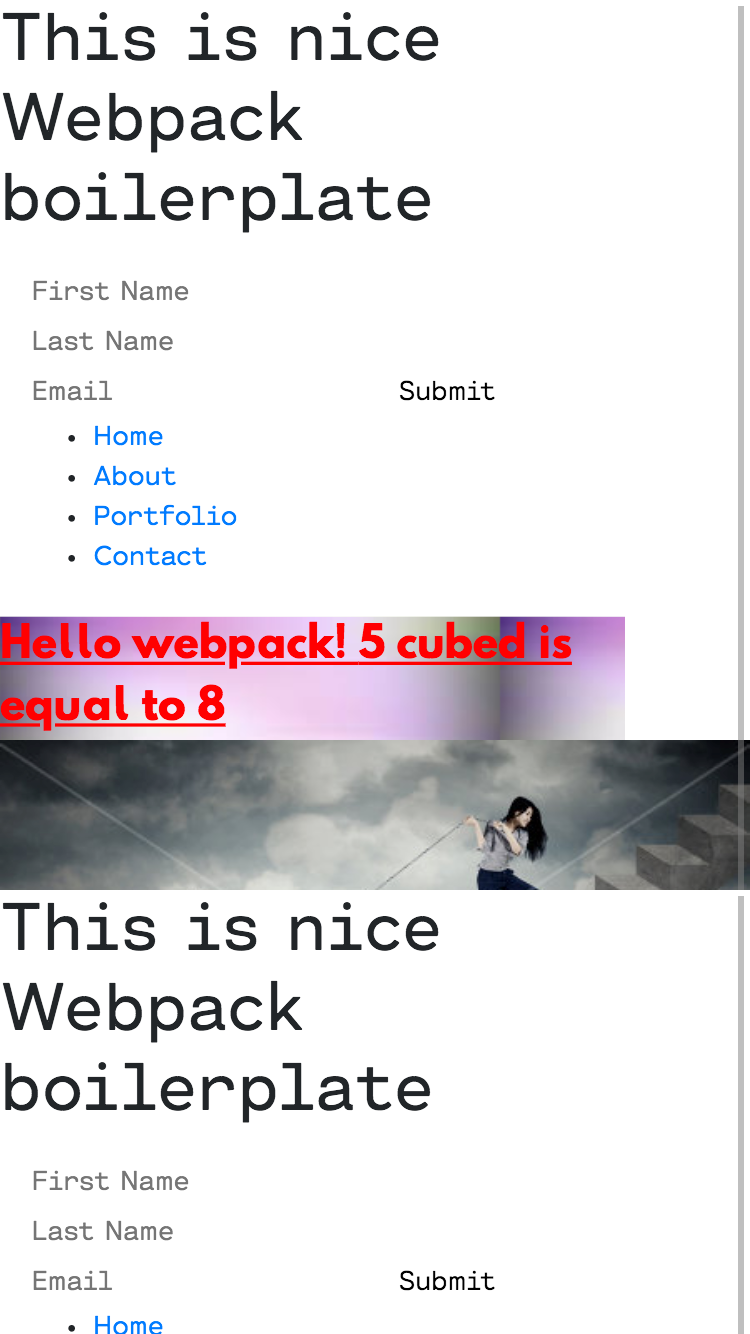 This is nice
Webpack
boilerplate
First Name
Last Name
Email Submit
Home
About
Portfolio
Contact
Hello webpack! 5 cubed is
equal to 8
This is nice
Webpack
boilerplate
First Name
Last Name
Email Submit
Home